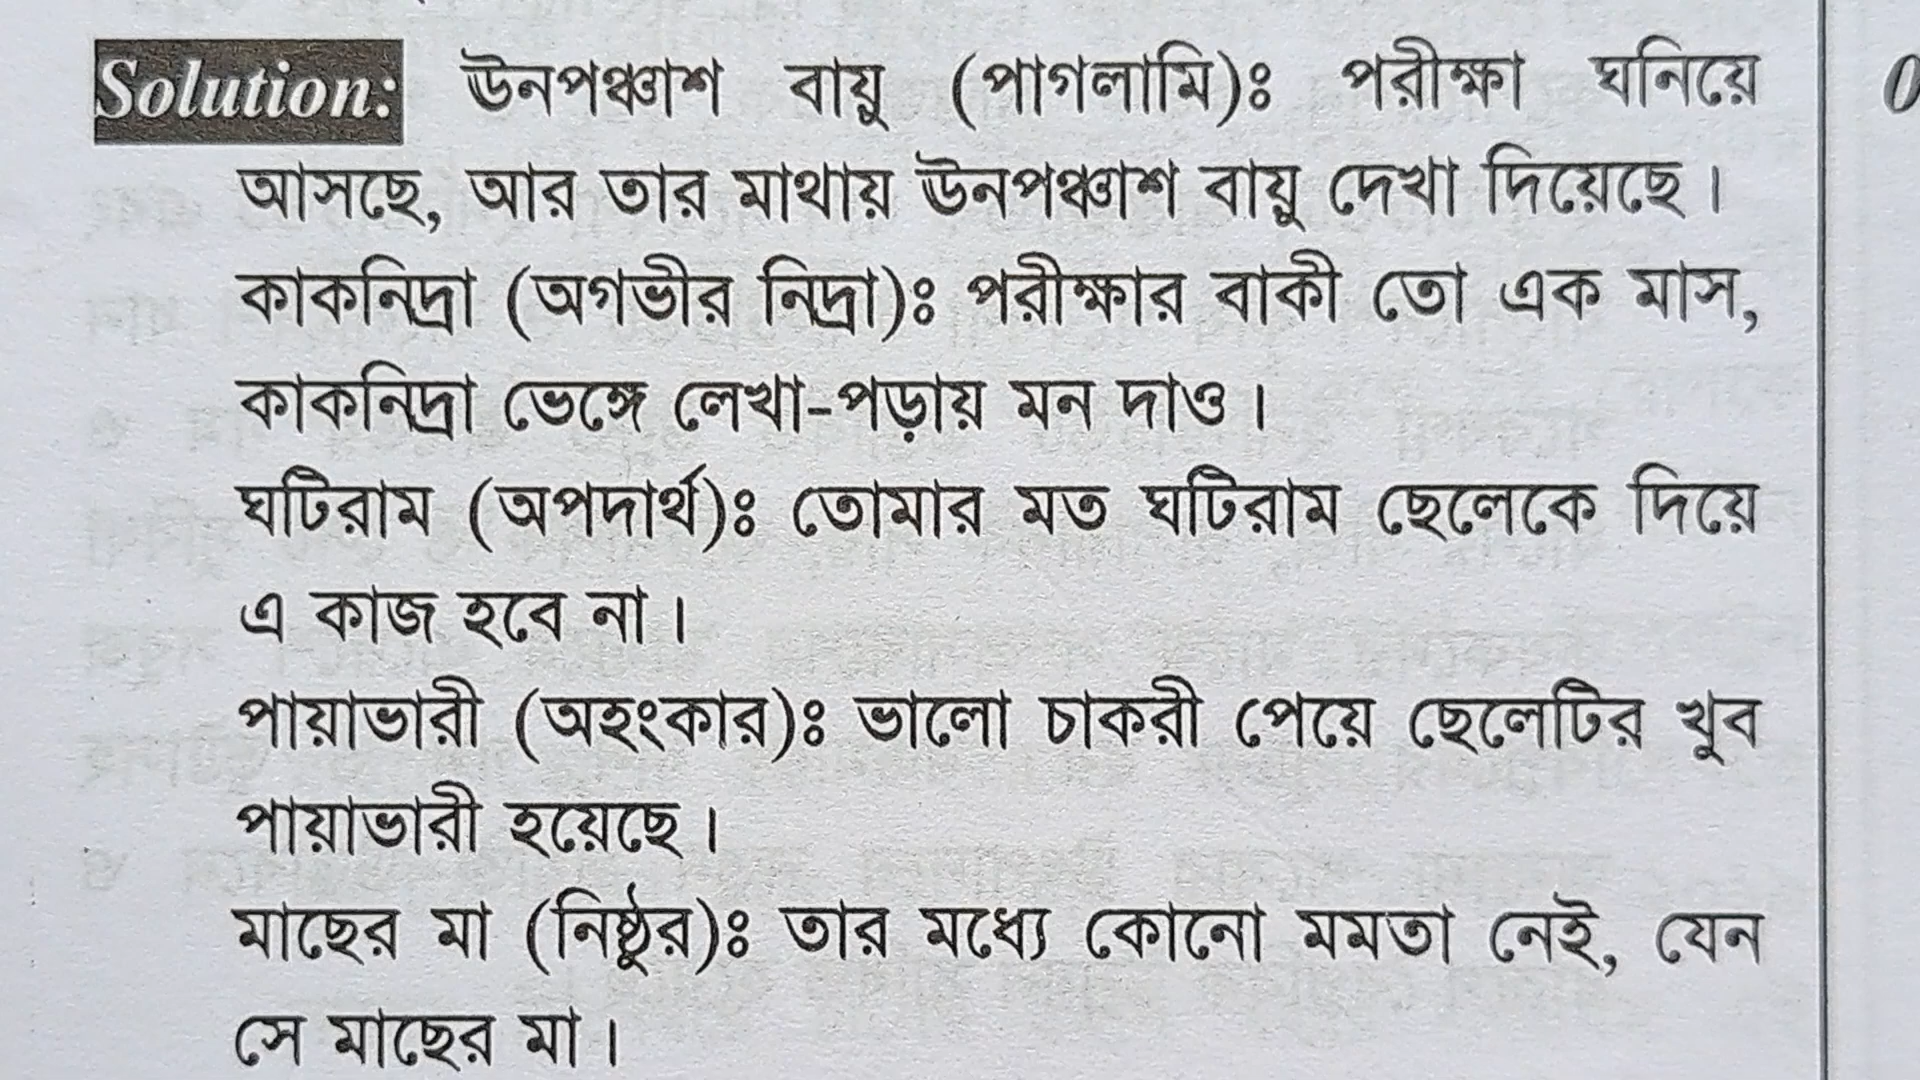 Solution: ঊনপঞ্চাশ বায়ু (পাগলামি)ঃ পরীক্ষা ঘনিয়ে
আসছে, আর তার মাথায় ঊনপঞ্চাশ বায়ু দেখা দিয়েছে।
কাকনিদ্রা (অগভীর নিদ্রা)ঃ পরীক্ষার বাকী তো এক মাস,
কাকনিদ্রা ভেঙ্গে লেখা-পড়ায় মন দাও।
ঘটিরাম (অপদার্থ)ঃ তোমার মত ঘটিরাম ছেলেকে দিয়ে
এ কাজ হবে না।
পায়াভারী (অহংকার)ঃ ভালো চাকরী পেয়ে ছেলেটির খুব
পায়াভারী হয়েছে।
মাছের মা (নিষ্ঠুর)ঃ তার মধ্যে কোনো মমতা নেই, যেন
সে মাছের মা।